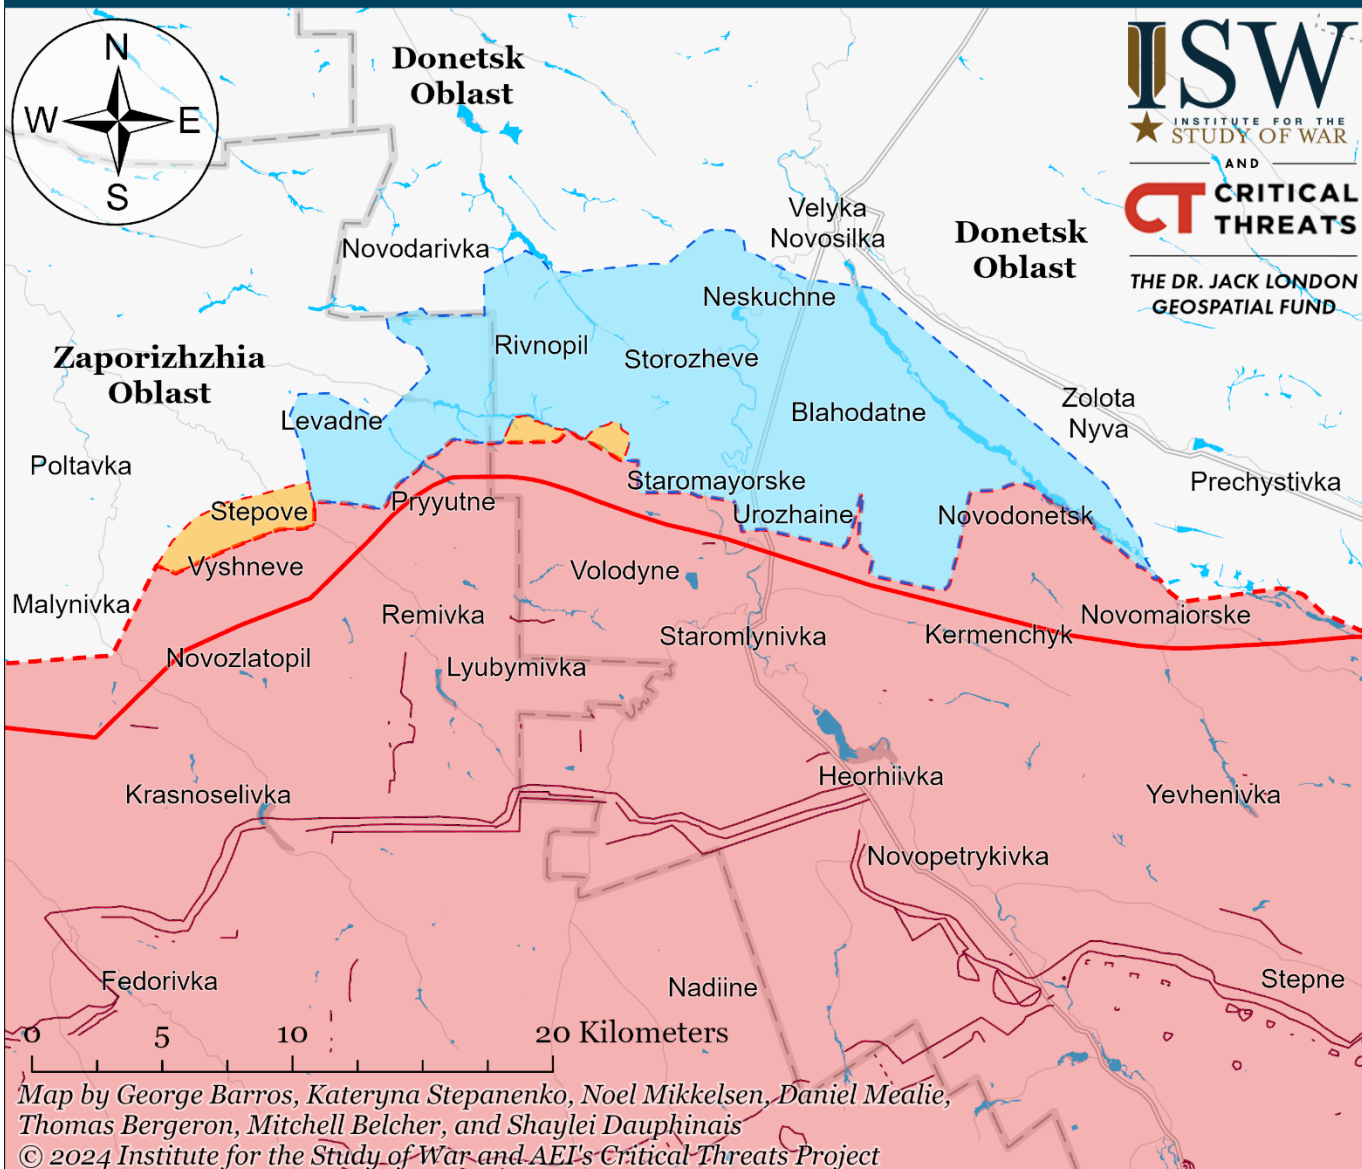 N
W
E
S
Donetsk
Oblast
ISW
INSTITUTE FOR THE
STUDY OF WAR
AND
CT CRITICAL
THREATS
THE DR. JACK LONDON
GEOSPATIAL FUND
Velyka
Novosilka
Donetsk
Oblast
Novodarivka
Neskuchne
Rivnopil
Storozheve
Zaporizhzhia
Oblast
Levadne
Blahodatne
Zolota
Nyva
Poltavka
Staromayorske
Prechystivka
Stepove
Pryyutne
Urozhaine
Novodonetsk
Vyshneve
Volodyne
Malynivka
Remivka
Staromlynivka
Kermenchyk
Novomaiorske
Novozlatopil
Lyubymivka
Krasnoselivka
Heorhiivka
Yevhenivka
Novopetrykivka
Fedorivka
Nadiine
Stepne
0 5 10 20 Kilometers
Map by George Barros, Kateryna Stepanenko, Noel Mikkelsen, Daniel Mealie,
Thomas Bergeron, Mitchell Belcher, and Shaylei Dauphinais
© 2024 Institute for the Study of War and AEI's Critical Threats Project